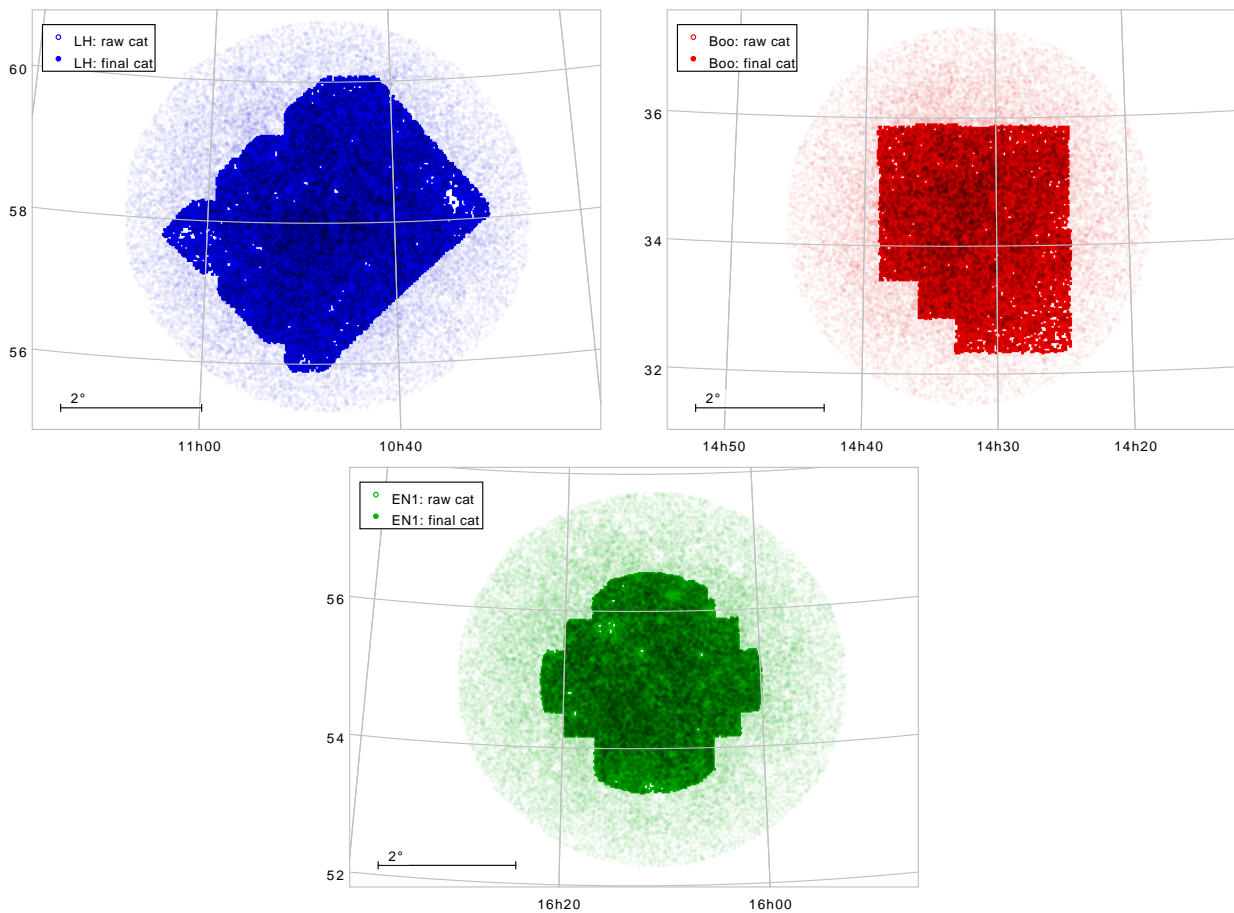 LH: raw cat
LH: final cat
60
58
56
2°
11h00
10h40
Boo: raw cat
Boo: final cat
36
34
32
2°
14h50
14h40
14h30
14h20
EN1: raw cat
EN1: final cat
56
54
52
2°
16h20
16h00